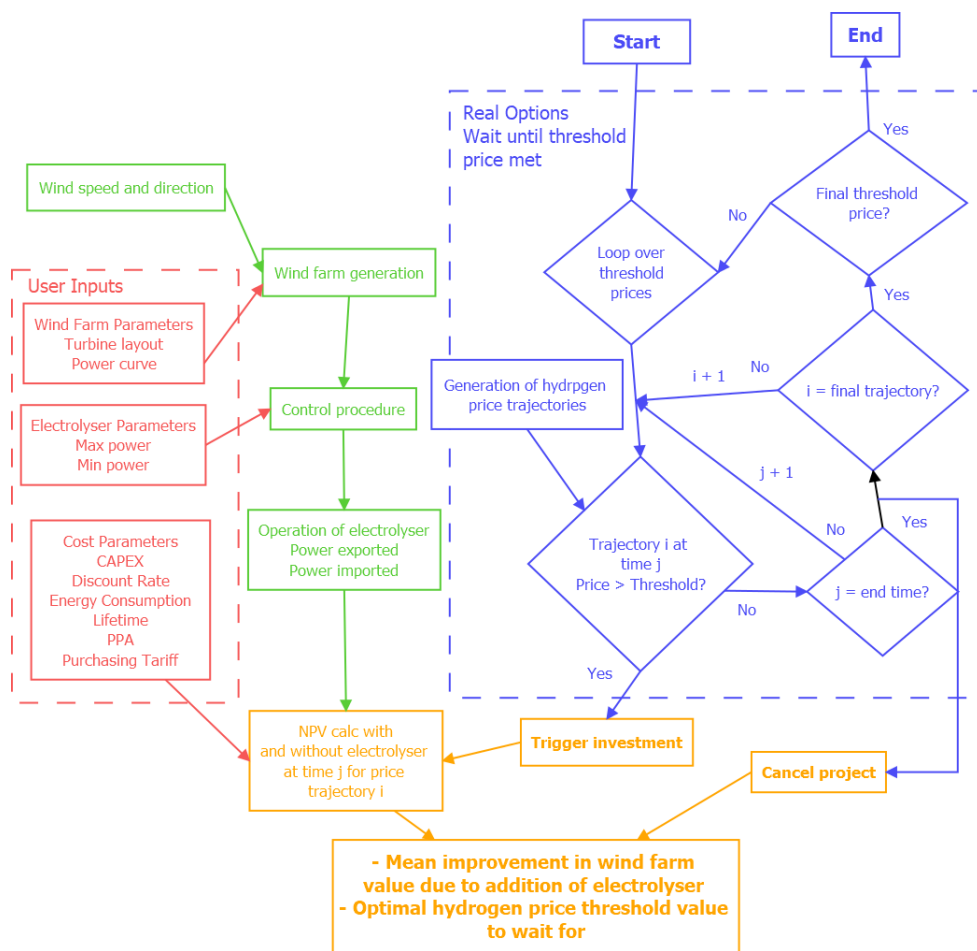 Start
End
Real Options
Wait until threshold
price met
Yes
Wind speed and direction
Final threshold
price?
No
Loop over
threshold
prices
Wind farm generation
User Inputs
Yes
Wind Farm Parameters
Turbine layout
Power curve
No
i + 1
i = final trajectory?
Generation of hydrpgen
price trajectories
Control procedure
Electrolyser Parameters
Max power
Min power
j + 1
Yes
No
Operation of electrolyser
Power exported
Power imported
Cost Parameters
CAPEX
Discount Rate
Energy Consumption
Lifetime
PPA
Purchasing Tariff
Trajectory i at
time j
Price > Threshold?
j = end time?
No
Yes
NPV calc with
and without electrolyser
at time j for price
trajectory i
Trigger investment
Cancel project
- Mean improvement in wind farm
value due to addition of electrolyser
- Optimal hydrogen price threshold value
to wait for